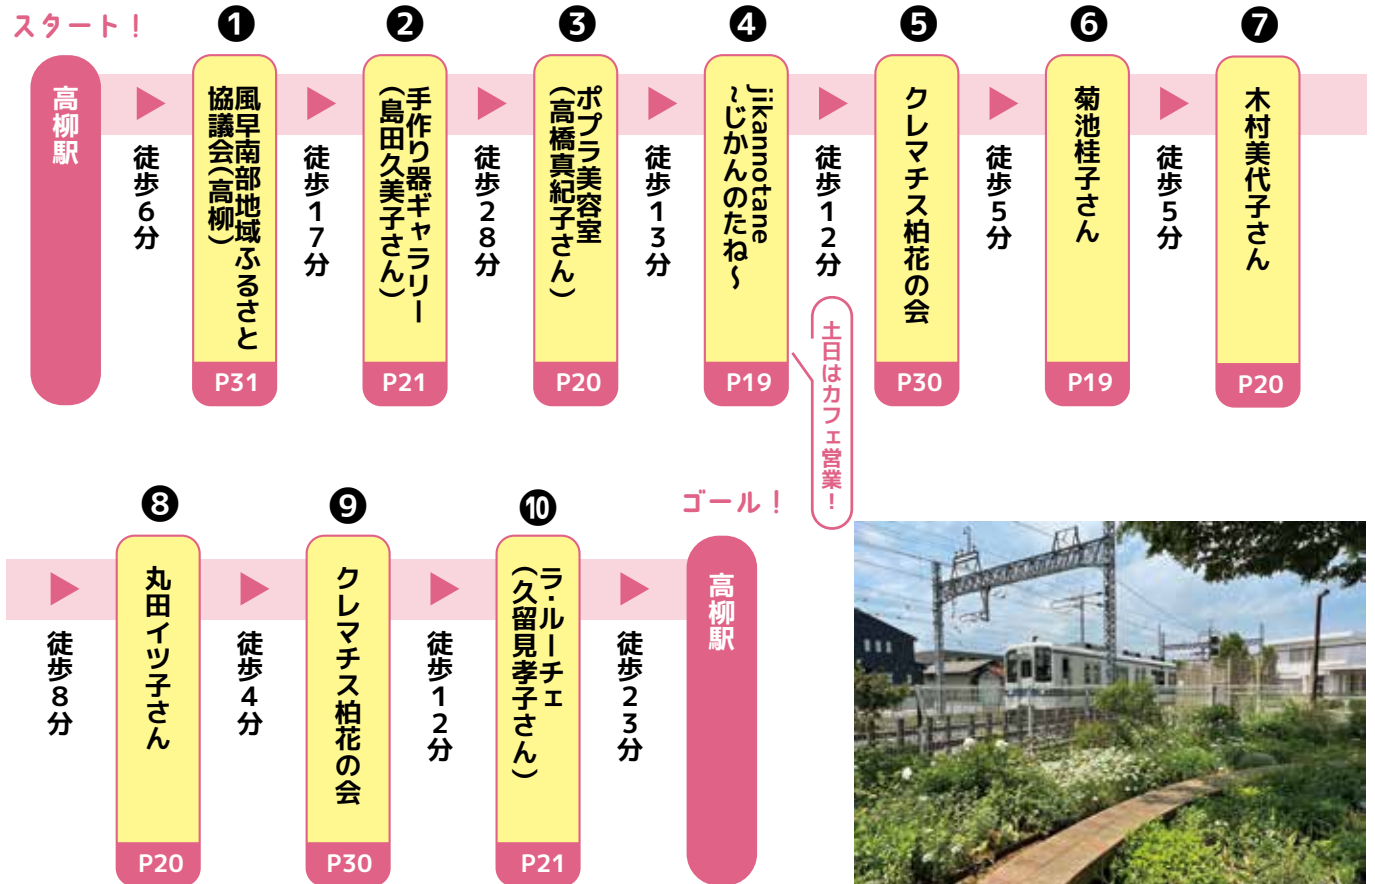 スタート！
高柳駅
徒歩6分
❶
風早南部地域ふるさと
協議会（高柳）
P31
徒歩17分
❷
手作り器ギャラリー
（島田久美子さん）
P21
徒歩28分
❸
ポプラ美容室
（高橋真紀子さん）
P20
徒歩13分
❹
jikannotane
～じかんのたね～
P19
土日はカフェ営業！
徒歩12分
❺
クレマチス柏花の会
P30
徒歩5分
❻
菊池桂子さん
P19
徒歩5分
❼
木村美代子さん
P20
徒歩8分
❽
丸田イツ子さん
P20
徒歩4分
❾
クレマチス柏花の会
P30
徒歩12分
❿
ラ・ルーチェ
（久留見孝子さん）
P21
徒歩23分
ゴール！
高柳駅